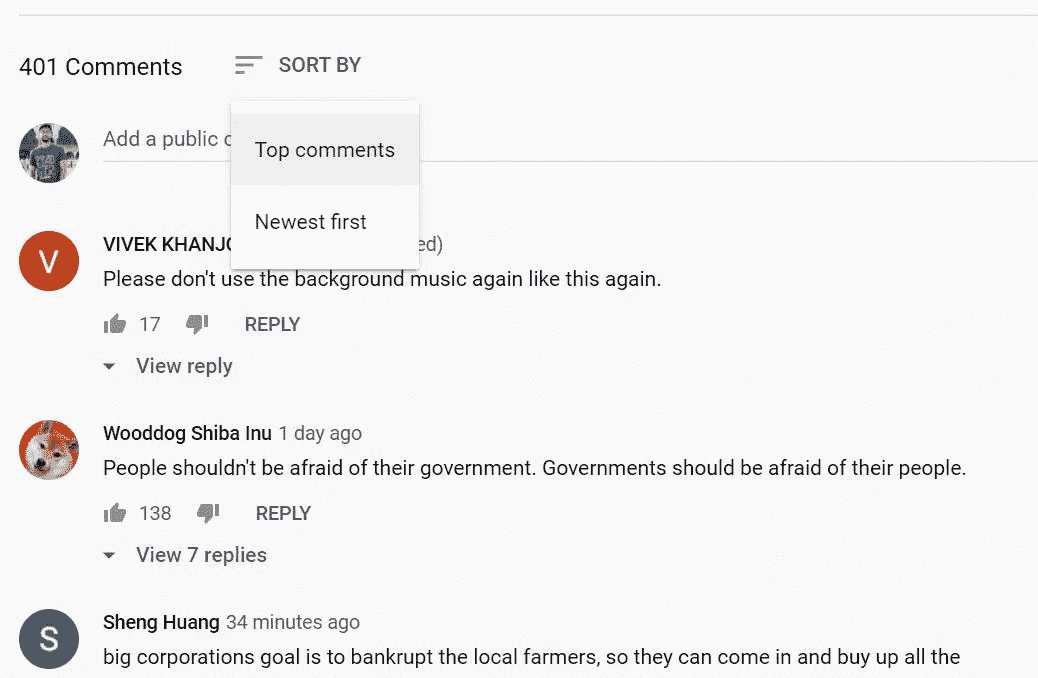 401 Comments SORT BY
Add a public
Top comments
Newest first
V VIVEK ed)
Please don't use the background music again like this again.
17 REPLY
View reply
Wooddog Shiba Inu 1 day ago
People shouldn't be afraid of their government. Governments should be afraid of their people.
138 REPLY
View 7 replies
S Sheng Huang 34 minutes ago
big corporations goal is to bankrupt the local farmers, so they can come in and buy up all the